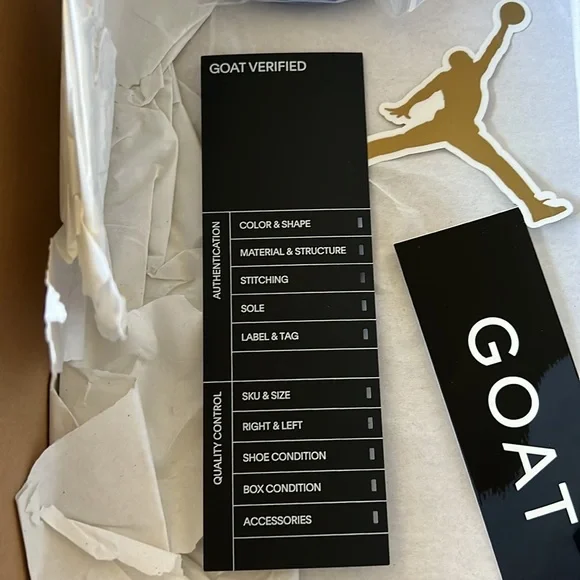 GOAT VERIFIED
AUTHENTICATION
COLOR & SHAPE
MATERIAL & STRUCTURE
STITCHING
SOLE
LABEL & TAG
QUALITY CONTROL
SKU & SIZE
RIGHT & LEFT
SHOE CONDITION
BOX CONDITION
ACCESSORIES
GOAT